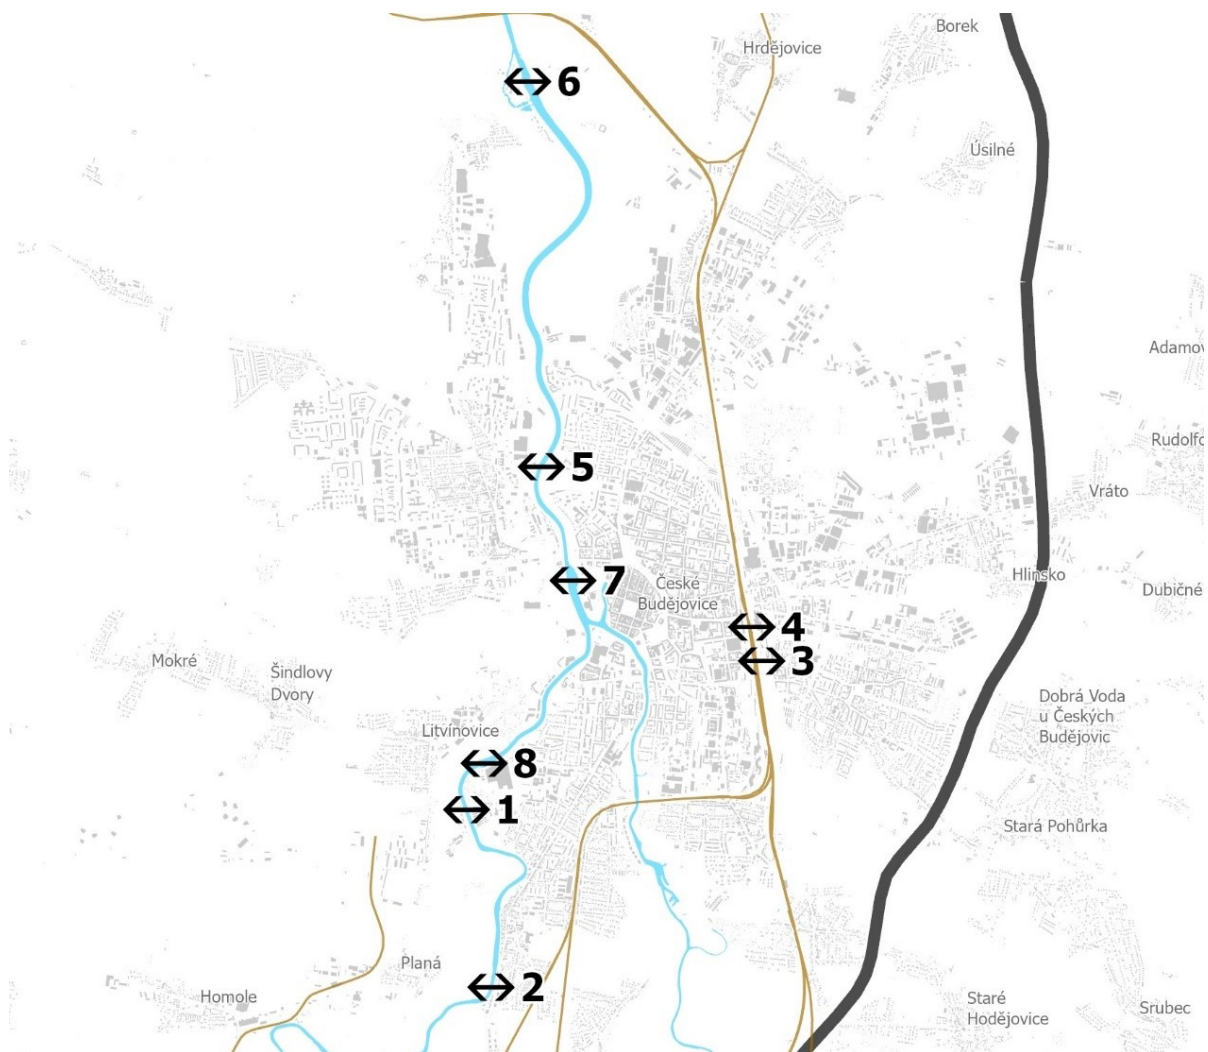 Borek
Hrdějovice
6
Úsilné
Adamov
Rudolfo
5
Vráto
Hlinsko
7
České
Budějovice
Dubičné
4
3
Mokré
Šindlovy
Dvory
Dobrá Voda
u Českých
Budějovic
Litvínovice
8
1
Stará Pohůrka
Planá
2
Homole
Staré
Hodějovice
Srubec